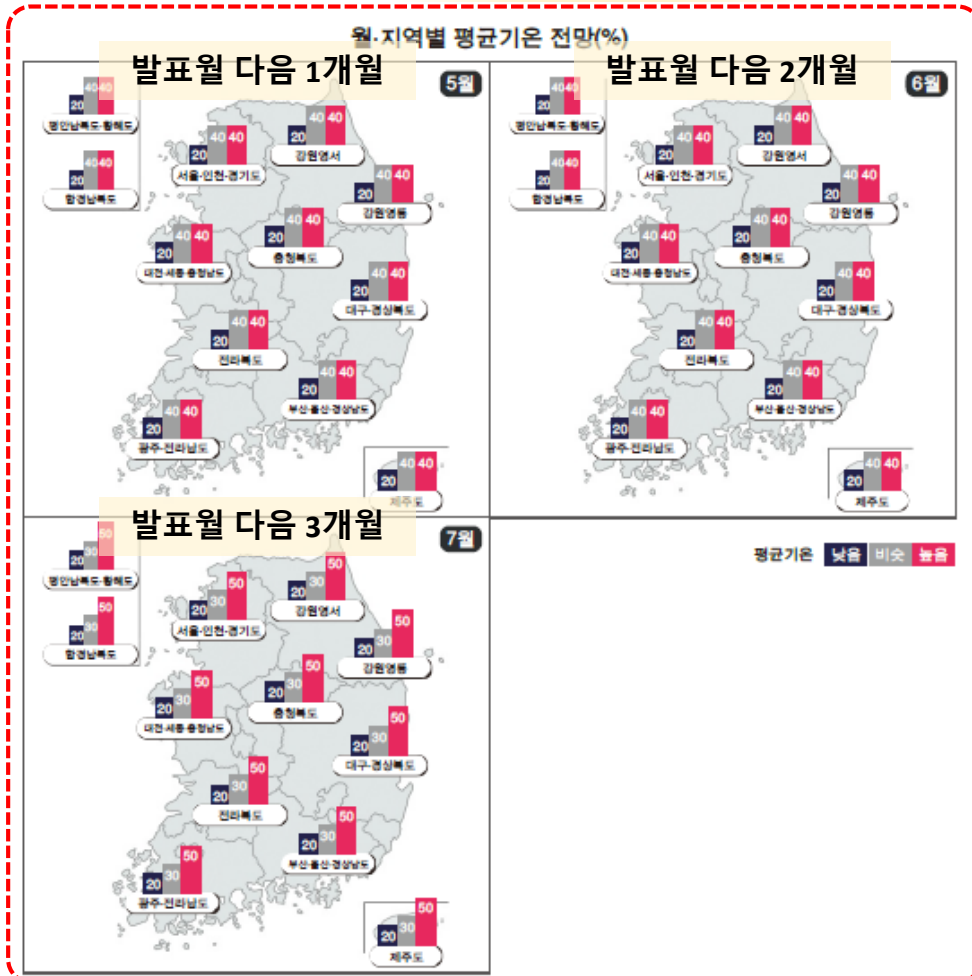 월·지역별 평균기온 전망(%)
발표월 다음 1개월
5월
20 40 40
평안남북도·황해도
20 40 40
함경남북도
20 40 40
서울·인천·경기도
20 40 40
강원영서
20 40 40
강원영동
20 40 40
대전·세종·충청남도
20 40 40
충청북도
20 40 40
대구·경상북도
20 40 40
전라북도
20 40 40
부산·울산·경상남도
20 40 40
광주·전라남도
20 40 40
제주도
발표월 다음 2개월
6월
20 40 40
평안남북도·황해도
20 40 40
함경남북도
20 40 40
서울·인천·경기도
20 40 40
강원영서
20 40 40
강원영동
20 40 40
대전·세종·충청남도
20 40 40
충청북도
20 40 40
대구·경상북도
20 40 40
전라북도
20 40 40
부산·울산·경상남도
20 40 40
광주·전라남도
20 40 40
제주도
발표월 다음 3개월
7월
20 30 50
평안남북도·황해도
20 30 50
함경남북도
20 30 50
서울·인천·경기도
20 30 50
강원영서
20 30 50
강원영동
20 30 50
대전·세종·충청남도
20 30 50
충청북도
20 30 50
대구·경상북도
20 30 50
전라북도
20 30 50
부산·울산·경상남도
20 30 50
광주·전라남도
20 30 50
제주도
평균기온 낮음 비슷 높음